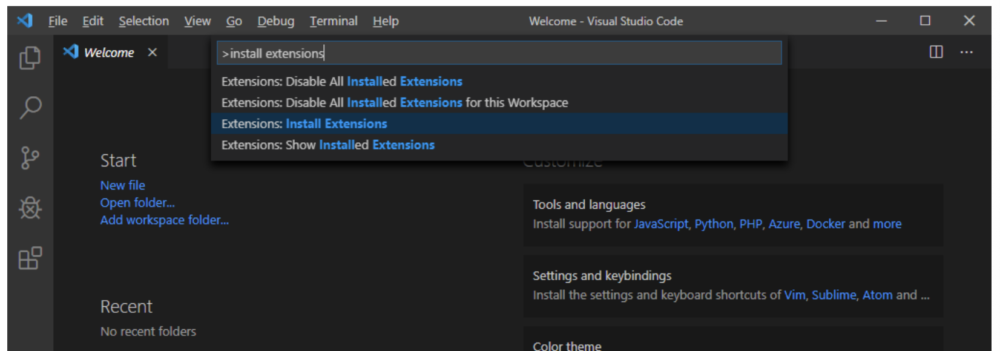 File Edit Selection View Go Debug Terminal Help Welcome - Visual Studio Code
Welcome
>install extensions
Extensions: Disable All Installed Extensions
Extensions: Disable All Installed Extensions for this Workspace
Extensions: Install Extensions
Extensions: Show Installed Extensions
Start
New file
Open folder...
Add workspace folder...
Recent
No recent folders
Customize
Tools and languages
Install support for JavaScript, Python, PHP, Azure, Docker and more
Settings and keybindings
Install the settings and keyboard shortcuts of Vim, Sublime, Atom and ...
Color theme